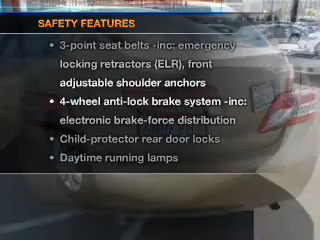 SAFETY FEATURES
• 3-point seat belts -inc: emergency
locking retractors (ELR), front
adjustable shoulder anchors
• 4-wheel anti-lock brake system -inc:
electronic brake-force distribution
• Child-protector rear door locks
• Daytime running lamps